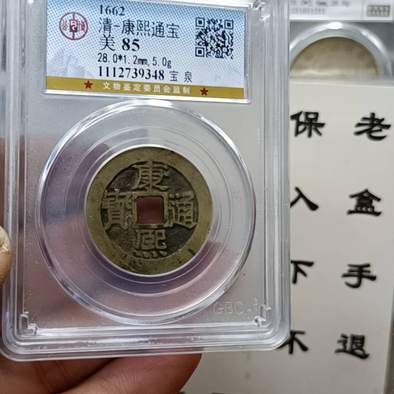 1662
清-康熙通宝
美 85
28.0*1.2mm,5.0g
1112739348 宝 泉
★ 文物鉴定委员会监制 ★
康熙通寶
GBCA
老盒手退
保入下不